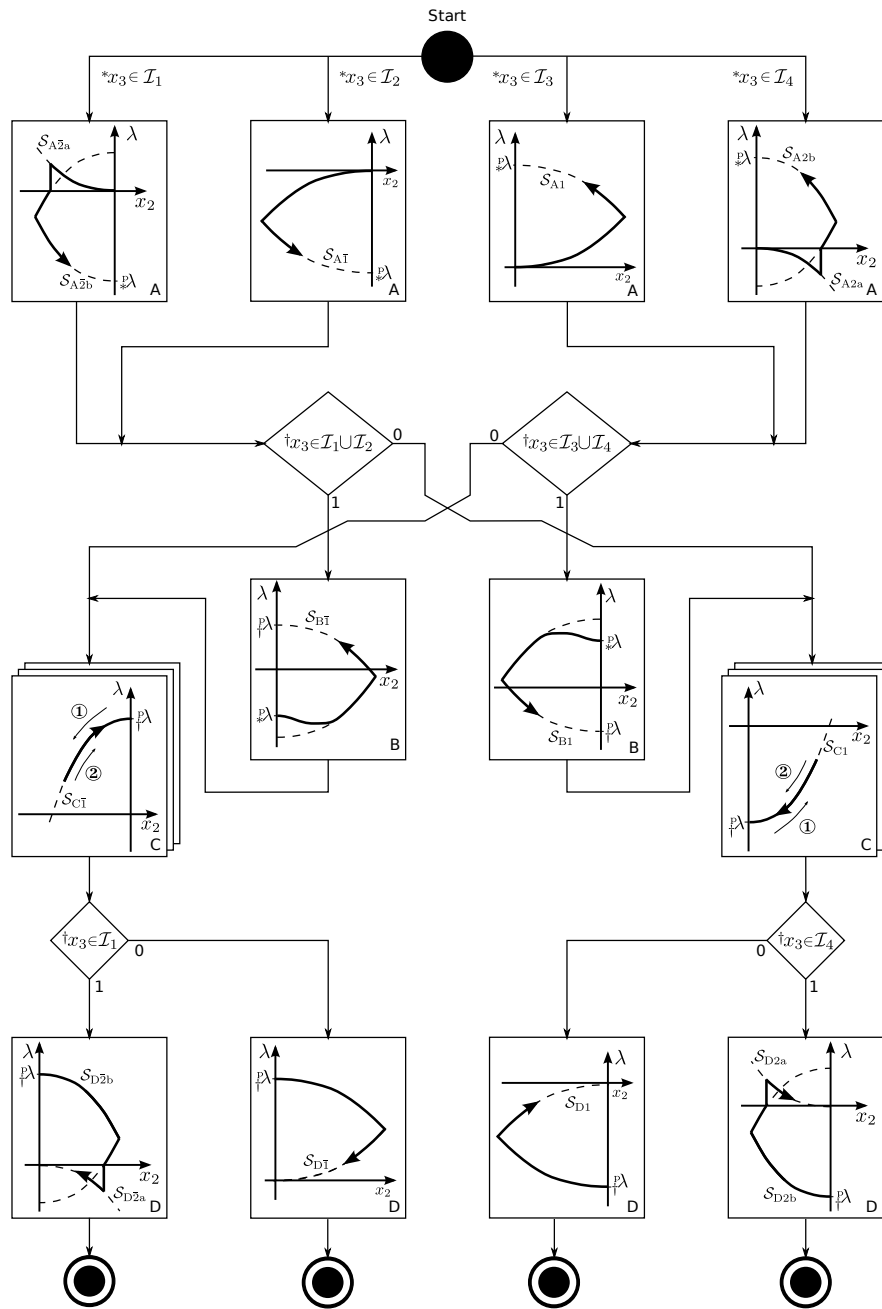 Start
*x₃∈ℐ₁
*x₃∈ℐ₂
*x₃∈ℐ₃
*x₃∈ℐ₄
𝒮A2̄a
λ
x₂
𝒮A2̄b
ᴾ⁎λ
A
λ
x₂
𝒮A1̄
ᴾ⁎λ
A
λ
ᴾ⁎λ
𝒮A1
x₂
A
λ
ᴾ⁎λ
𝒮A2b
x₂
𝒮A2a
A
†x₃∈ℐ₁∪ℐ₂
0
1
†x₃∈ℐ₃∪ℐ₄
0
1
λ
①
ᴾ†λ
②
𝒮C1̄
x₂
C
λ
𝒮B1̄
ᴾ†λ
x₂
ᴾ⁎λ
B
λ
ᴾ⁎λ
x₂
𝒮B1
ᴾ†λ
B
λ
x₂
𝒮C1
②
ᴾ†λ
①
C
†x₃∈ℐ₁
0
1
†x₃∈ℐ₄
0
1
λ
ᴾ†λ
𝒮D2̄b
x₂
𝒮D2̄a
D
λ
ᴾ†λ
𝒮D1̄
x₂
D
λ
𝒮D1
x₂
ᴾ†λ
D
𝒮D2a
λ
x₂
𝒮D2b
ᴾ†λ
D